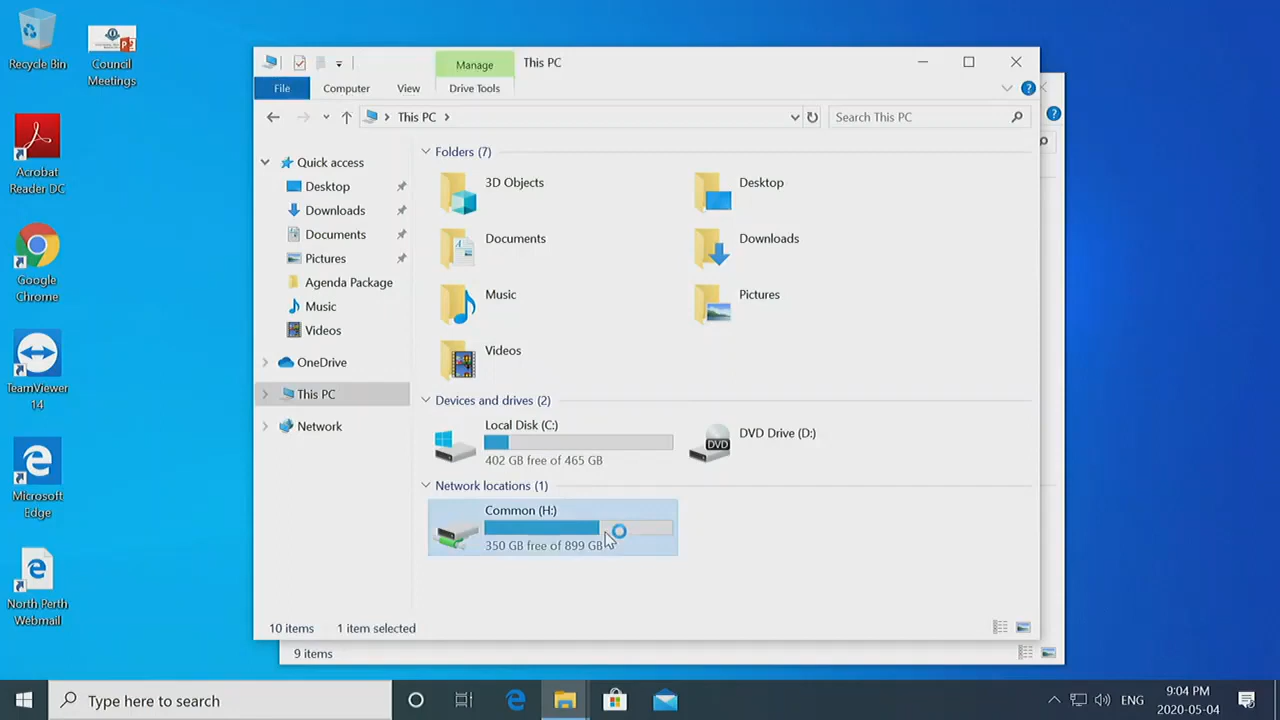 Recycle Bin
Council
Meetings
Acrobat
Reader DC
Google
Chrome
TeamViewer
14
Microsoft
Edge
North Perth
Webmail
Manage
This PC
File
Computer
View
Drive Tools
This PC
Search This PC
Quick access
Desktop
Downloads
Documents
Pictures
Agenda Package
Music
Videos
OneDrive
This PC
Network
Folders (7)
3D Objects
Desktop
Documents
Downloads
Music
Pictures
Videos
Devices and drives (2)
Local Disk (C:)
402 GB free of 465 GB
DVD
DVD Drive (D:)
Network locations (1)
Common (H:)
350 GB free of 899 GB
10 items
1 item selected
9 items
Type here to search
ENG
9:04 PM
2020-05-04